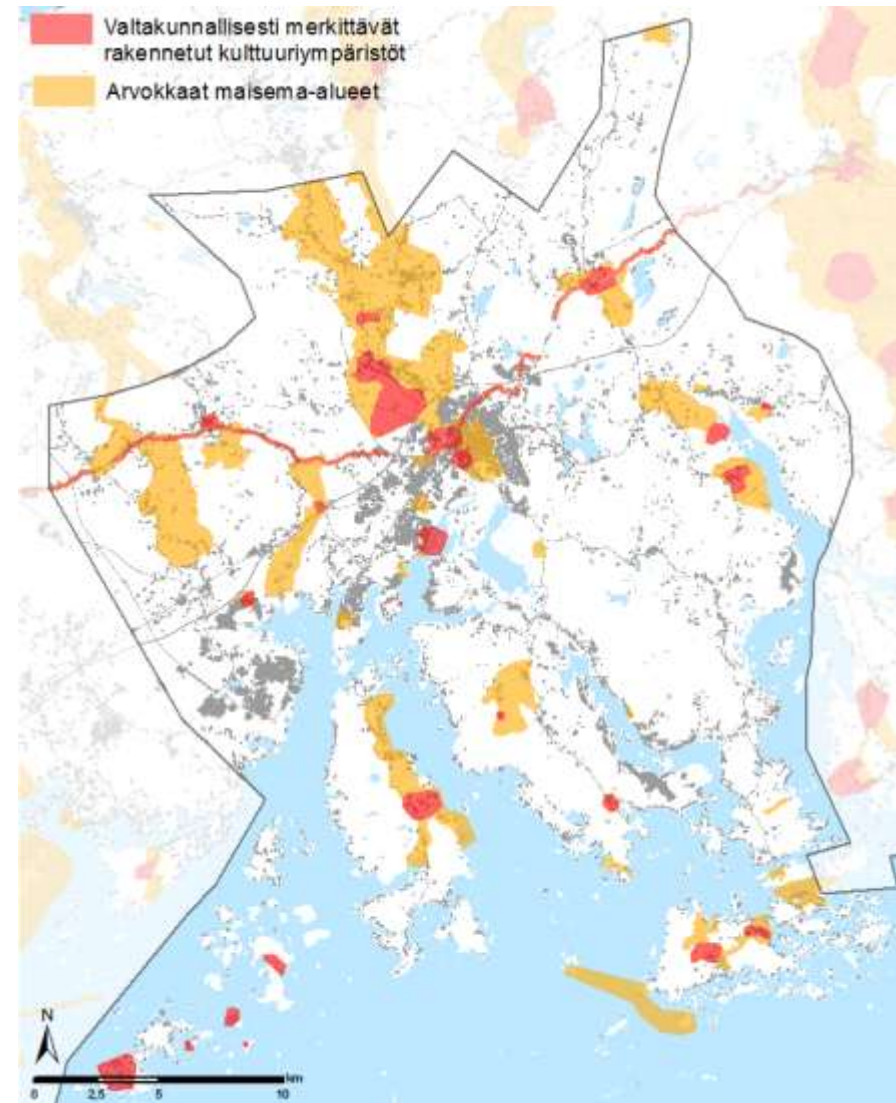 Valtakunnallisesti merkittävät
rakennetut kulttuuriympäristöt
Arvokkaat maisema-alueet
N
km
0 2,5 5 10